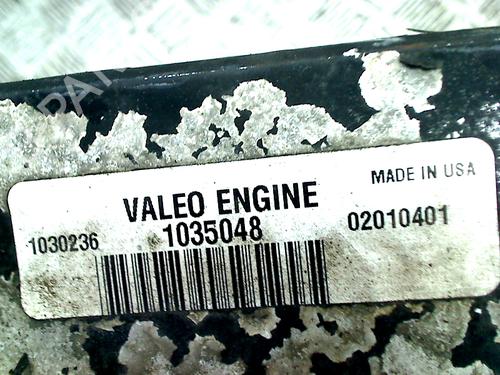 MADE IN USA
VALEO ENGINE
1030236 1035048 02010401